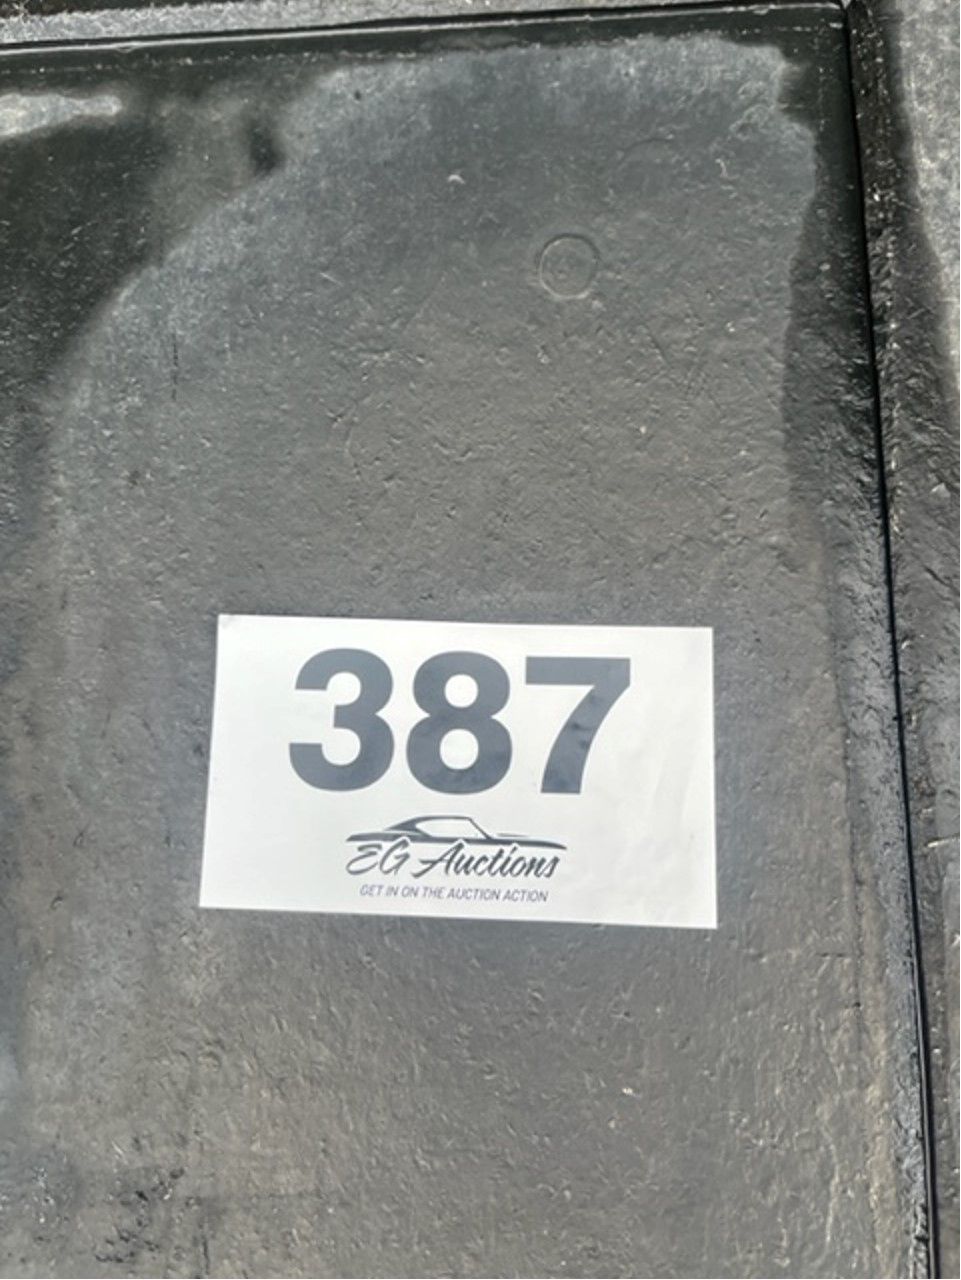 387
EG Auctions
GET IN ON THE AUCTION ACTION